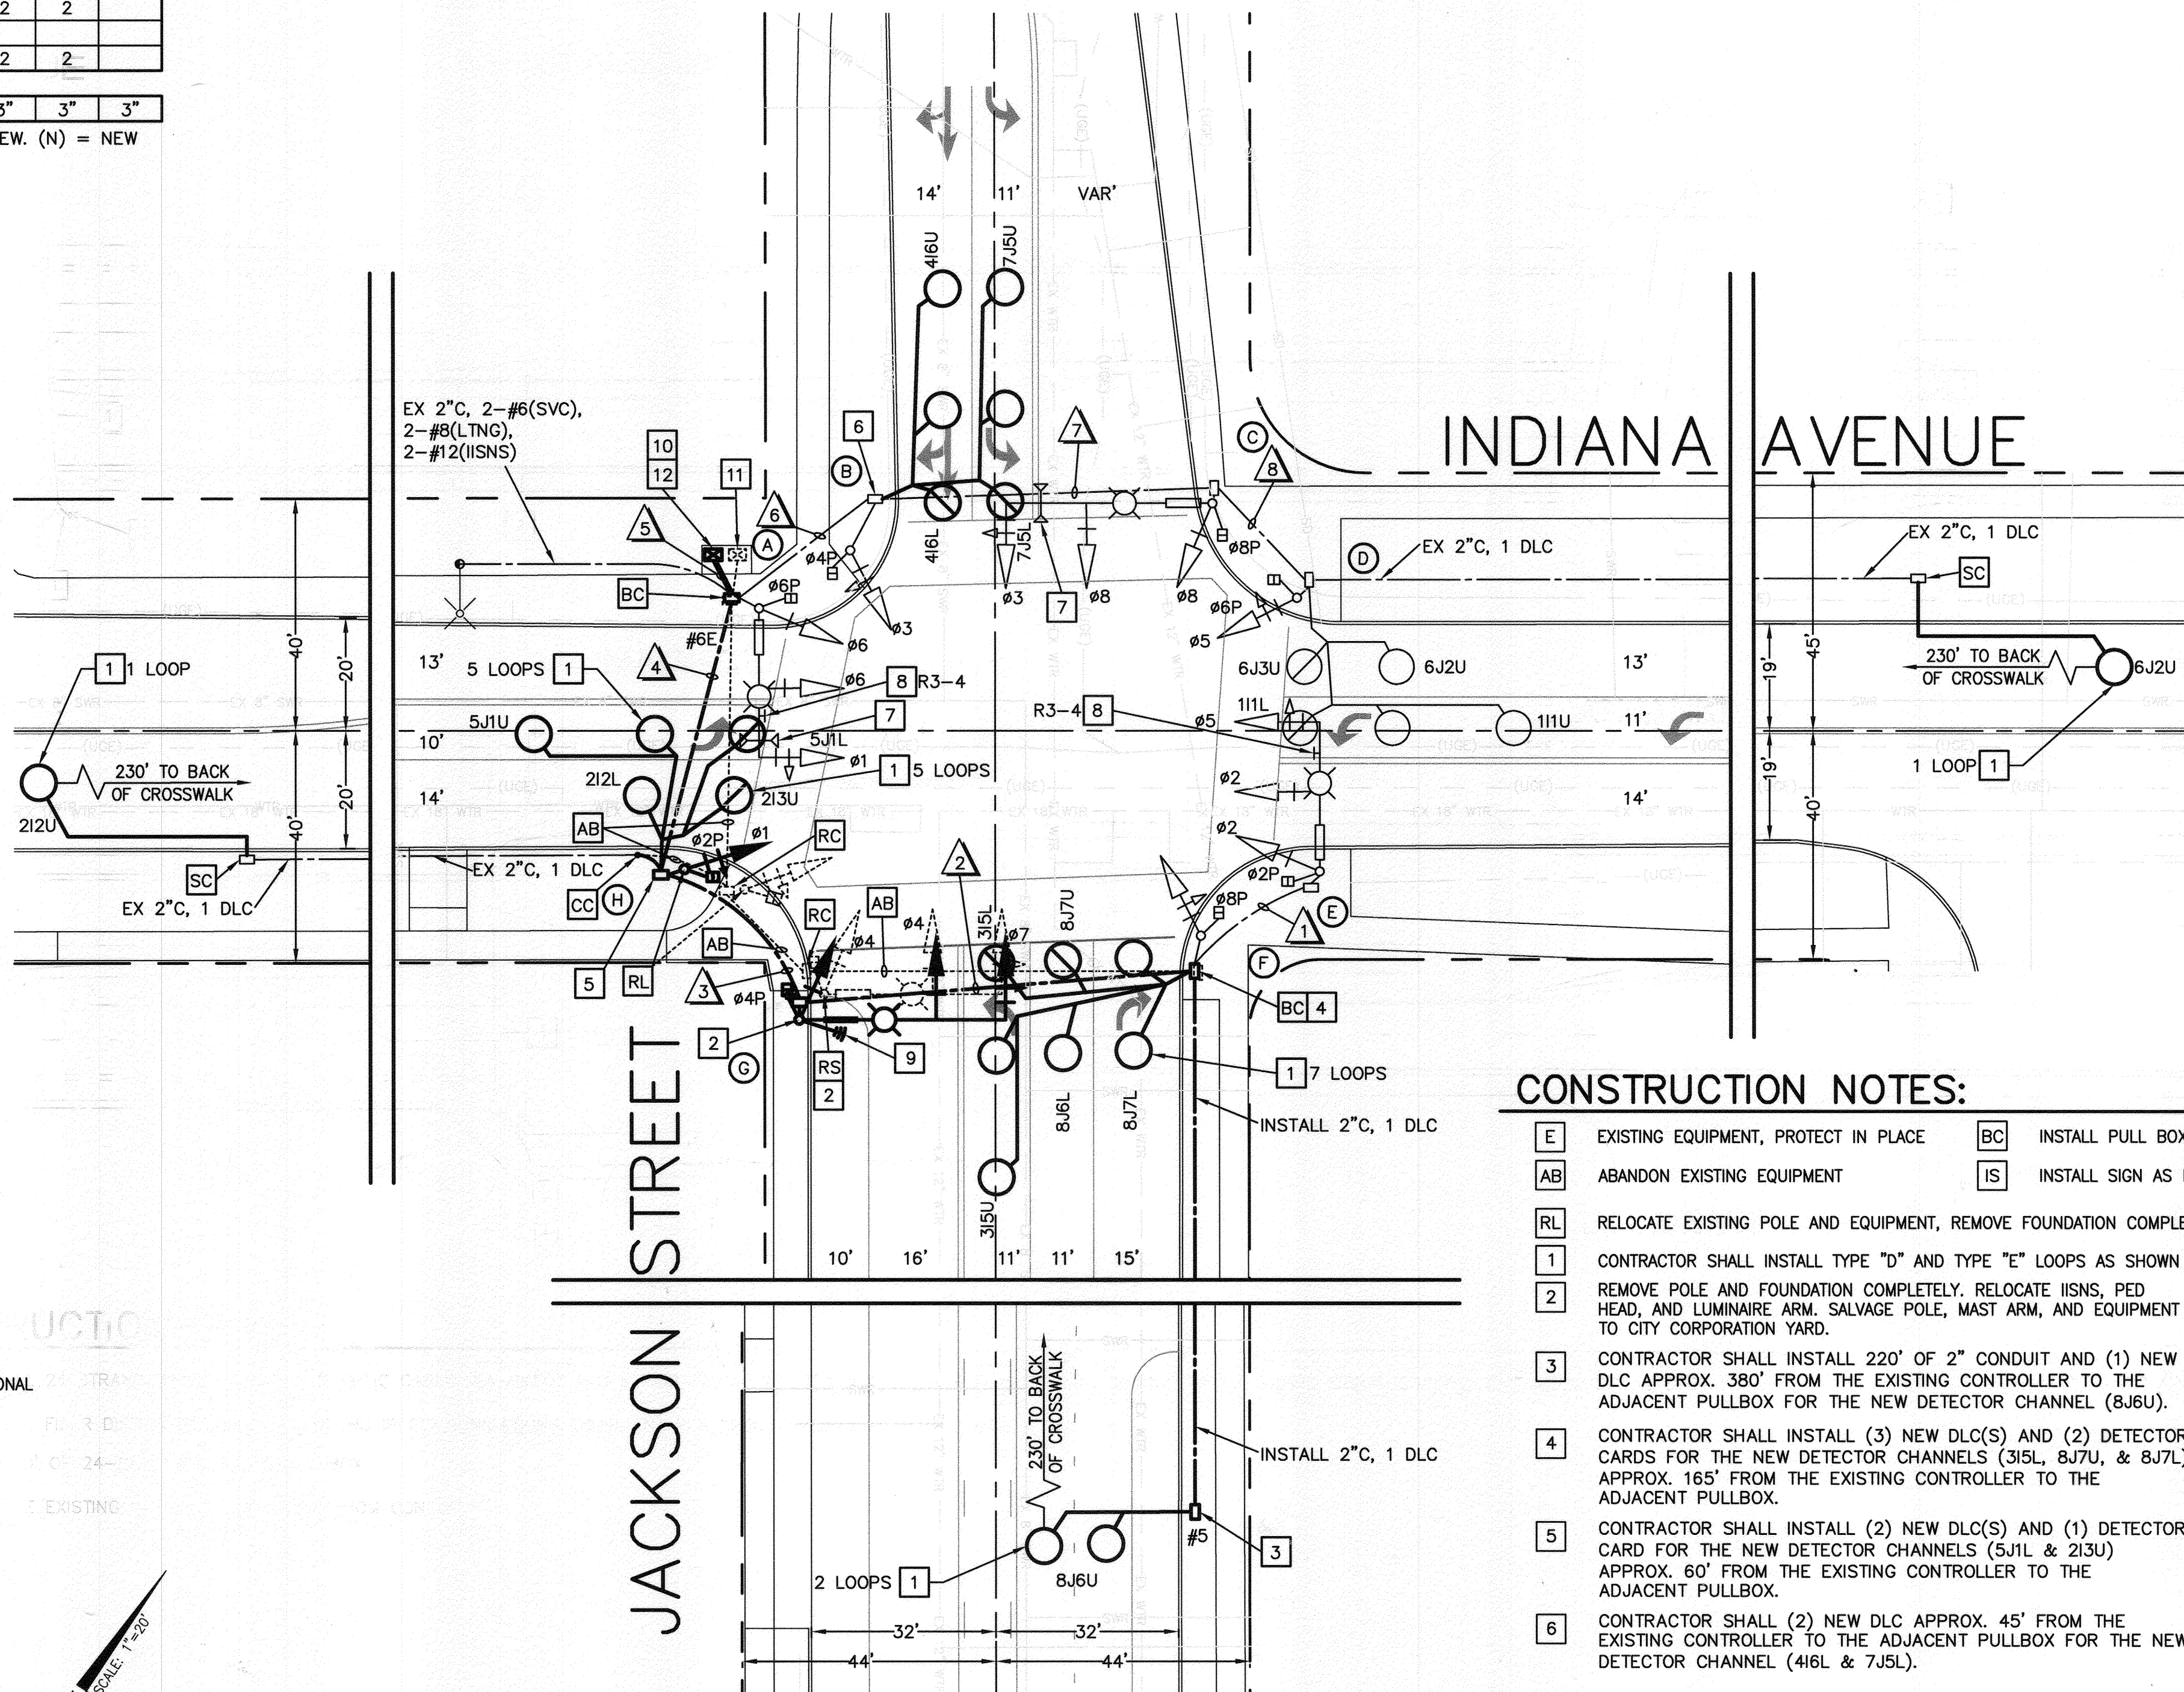 2 2
2 2
3" 3" 3"
EW. (N) = NEW
14' 11' VAR'
4I6U
7J5U
EX 2"C, 2-#6(SVC),
2-#8(LTNG),
2-#12(IISNS)
10
12
11
6
B
7
C
8
INDIANA AVENUE
5
6
A
4I6L
7J5L
ø4P
ø8P
ø6P
BC
ø3
ø3
7
ø8
ø8
ø6P
D
EX 2"C, 1 DLC
EX 2"C, 1 DLC
SC
#6E
ø6
ø5
40'
20'
13'
4
1 1 LOOP
5 LOOPS 1
ø6
8 R3-4
7
6J3U
6J2U
13'
19'
45'
230' TO BACK
OF CROSSWALK
6J2U
5J1U
5J1L
R3-4 8
1I1L
ø5
1I1U
11'
10'
230' TO BACK
OF CROSSWALK
ø1
1 5 LOOPS
1 LOOP 1
2I2L
2I3U
ø2
14'
14'
19'
40'
20'
40'
2I2U
AB
ø2P
ø1
RC
2
ø2
SC
EX 2"C, 1 DLC
EX 2"C, 1 DLC
CC
H
RC
AB
ø4
ø4
3I5L
ø7
8J7U
ø2P
ø8P
1
E
AB
5
RL
3
ø4P
F
BC 4
2
G
RS
2
9
1 7 LOOPS
8J6L
8J7L
INSTALL 2"C, 1 DLC
3I5U
10' 16' 11' 11' 15'
JACKSON STREET
230' TO BACK
OF CROSSWALK
INSTALL 2"C, 1 DLC
#5
3
2 LOOPS 1
8J6U
32' 32'
44' 44'
ONAL
SCALE: 1"=20'
CONSTRUCTION NOTES:
E EXISTING EQUIPMENT, PROTECT IN PLACE
BC INSTALL PULL BOX
AB ABANDON EXISTING EQUIPMENT
IS INSTALL SIGN AS
RL RELOCATE EXISTING POLE AND EQUIPMENT, REMOVE FOUNDATION COMPLE
1 CONTRACTOR SHALL INSTALL TYPE "D" AND TYPE "E" LOOPS AS SHOWN
2 REMOVE POLE AND FOUNDATION COMPLETELY. RELOCATE IISNS, PED
HEAD, AND LUMINAIRE ARM. SALVAGE POLE, MAST ARM, AND EQUIPMENT
TO CITY CORPORATION YARD.
3 CONTRACTOR SHALL INSTALL 220' OF 2" CONDUIT AND (1) NEW
DLC APPROX. 380' FROM THE EXISTING CONTROLLER TO THE
ADJACENT PULLBOX FOR THE NEW DETECTOR CHANNEL (8J6U).
4 CONTRACTOR SHALL INSTALL (3) NEW DLC(S) AND (2) DETECTOR
CARDS FOR THE NEW DETECTOR CHANNELS (3I5L, 8J7U, & 8J7L)
APPROX. 165' FROM THE EXISTING CONTROLLER TO THE
ADJACENT PULLBOX.
5 CONTRACTOR SHALL INSTALL (2) NEW DLC(S) AND (1) DETECTOR
CARD FOR THE NEW DETECTOR CHANNELS (5J1L & 2I3U)
APPROX. 60' FROM THE EXISTING CONTROLLER TO THE
ADJACENT PULLBOX.
6 CONTRACTOR SHALL (2) NEW DLC APPROX. 45' FROM THE
EXISTING CONTROLLER TO THE ADJACENT PULLBOX FOR THE NEW
DETECTOR CHANNEL (4I6L & 7J5L).